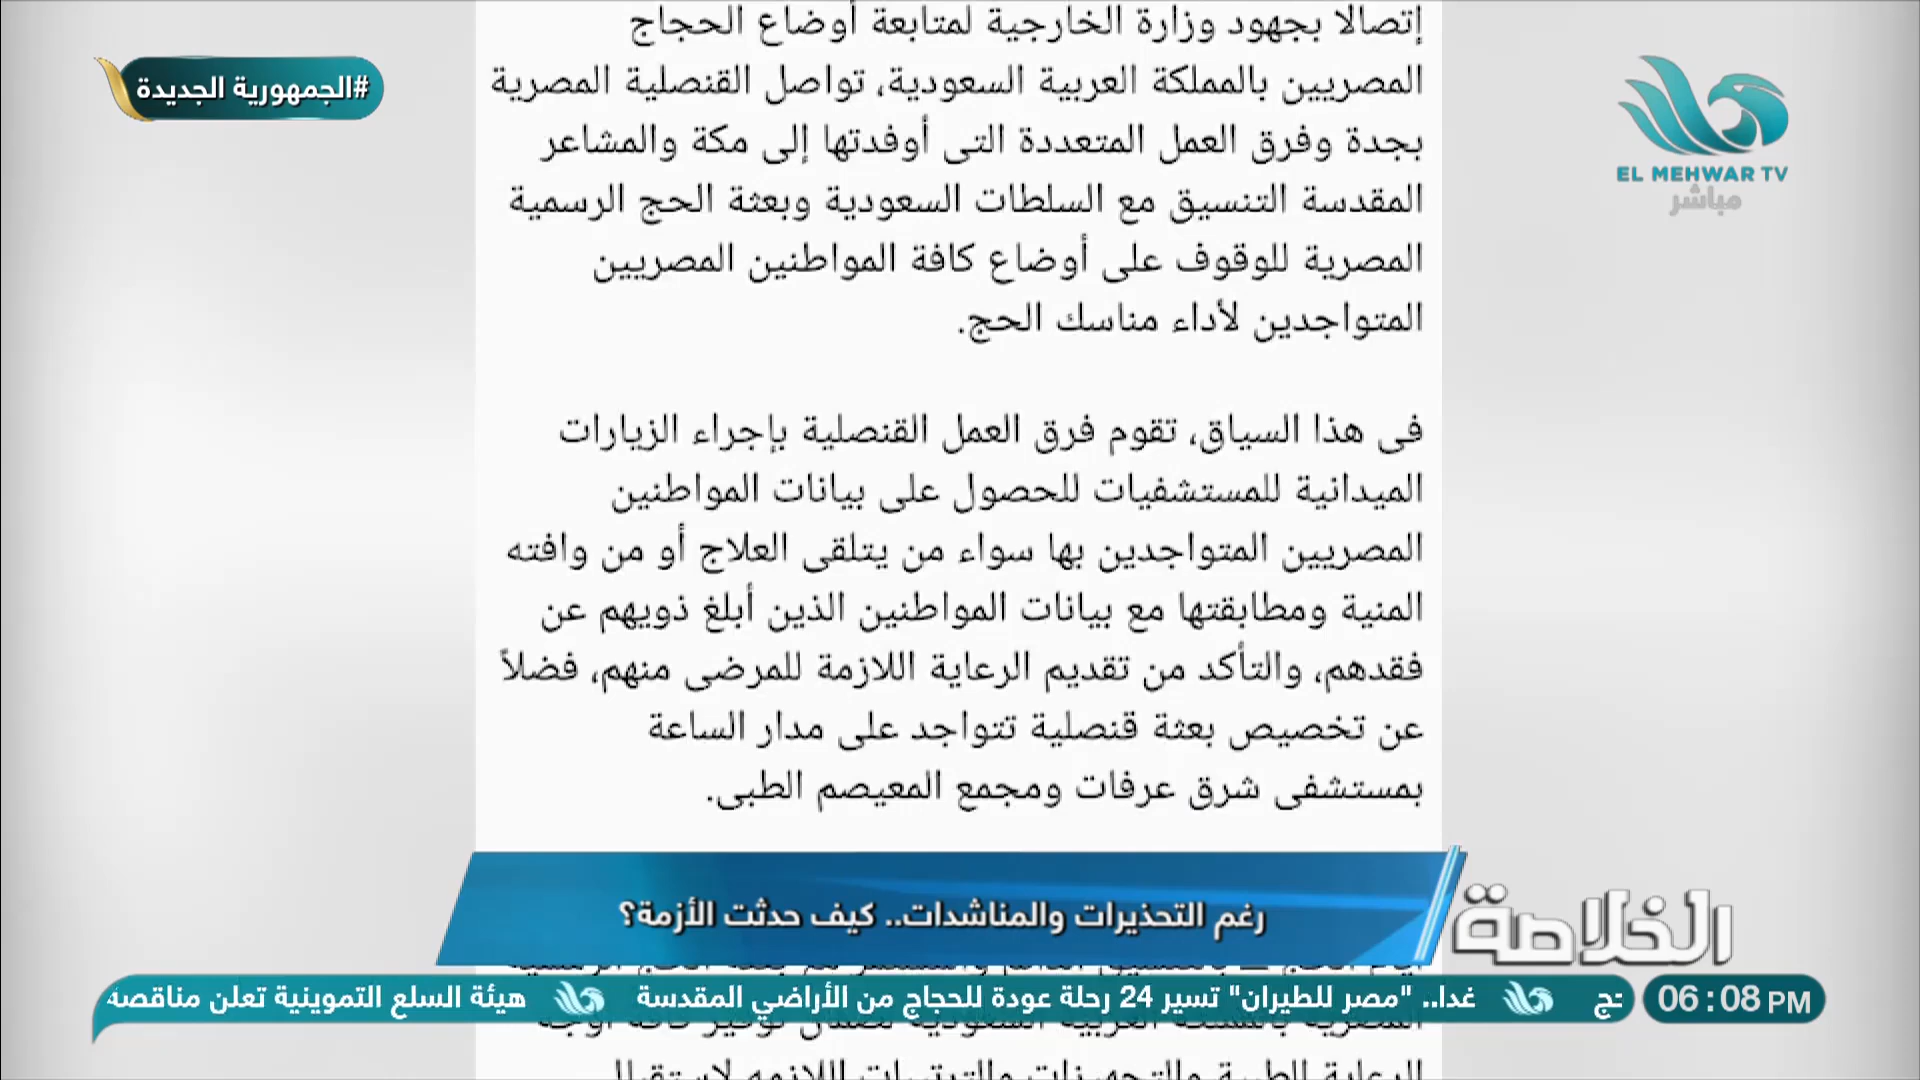 إتصالا بجهود وزارة الخارجية لمتابعة أوضاع الحجاج
المصريين بالمملكة العربية السعودية، تواصل القنصلية المصرية
بجدة وفرق العمل المتعددة التى أوفدتها إلى مكة والمشاعر
المقدسة التنسيق مع السلطات السعودية وبعثة الحج الرسمية
المصرية للوقوف على أوضاع كافة المواطنين المصريين
المتواجدين لأداء مناسك الحج.
فى هذا السياق، تقوم فرق العمل القنصلية بإجراء الزيارات
الميدانية للمستشفيات للحصول على بيانات المواطنين
المصريين المتواجدين بها سواء من يتلقى العلاج أو من وافته
المنية ومطابقتها مع بيانات المواطنين الذين أبلغ ذويهم عن
فقدهم، والتأكد من تقديم الرعاية اللازمة للمرضى منهم، فضلاً
عن تخصيص بعثة قنصلية تتواجد على مدار الساعة
بمستشفى شرق عرفات ومجمع المعيصم الطبى.
#الجمهورية الجديدة
EL MEHWAR TV
مباشر
رغم التحذيرات والمناشدات.. كيف حدثت الأزمة؟
الخلاصة
غدا.. "مصر للطيران" تسير 24 رحلة عودة للحجاج من الأراضي المقدسة
هيئة السلع التموينية تعلن مناقصة
06:08 PM